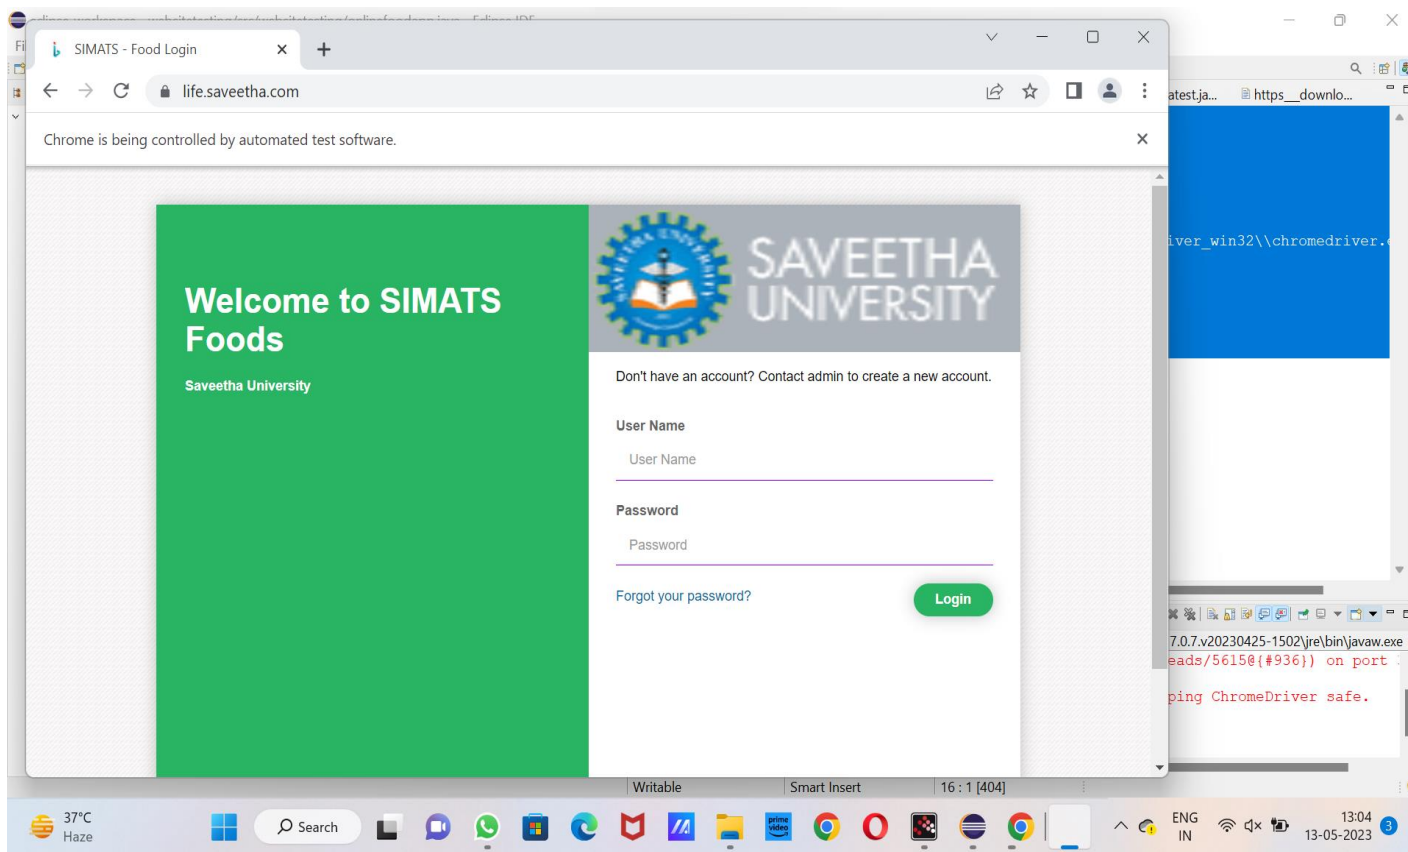 SIMATS - Food Login
life.saveetha.com
Chrome is being controlled by automated test software.
Welcome to SIMATS
Foods
Saveetha University
SAVEETHA
UNIVERSITY
Don't have an account? Contact admin to create a new account.
User Name
User Name
Password
Password
Forgot your password?
Login
atest.ja...
https__downlo...
iver_win32\\chromedriver.
7.0.7.v20230425-1502\jre\bin\javaw.exe
eads/5615@{#936}) on port
ping ChromeDriver safe.
Writable
Smart Insert
16 : 1 [404]
37°C
Haze
Search
prime
video
ENG
IN
13:04
13-05-2023
3